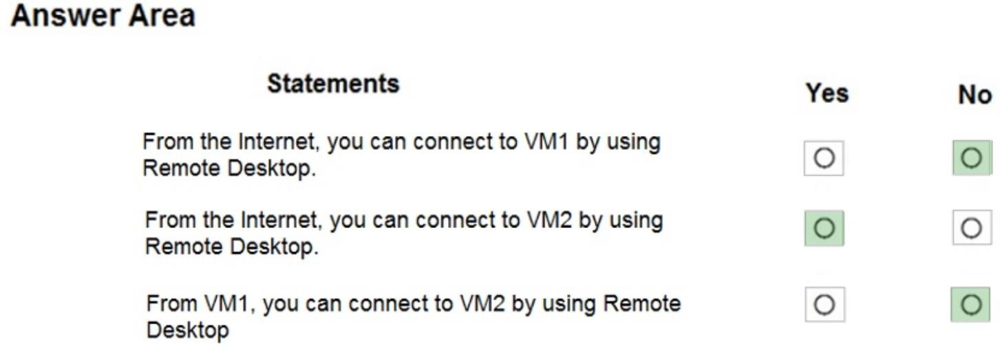 Answer Area
Statements
Yes
No
From the Internet, you can connect to VM1 by using
Remote Desktop.
From the Internet, you can connect to VM2 by using
Remote Desktop.
From VM1, you can connect to VM2 by using Remote
Desktop